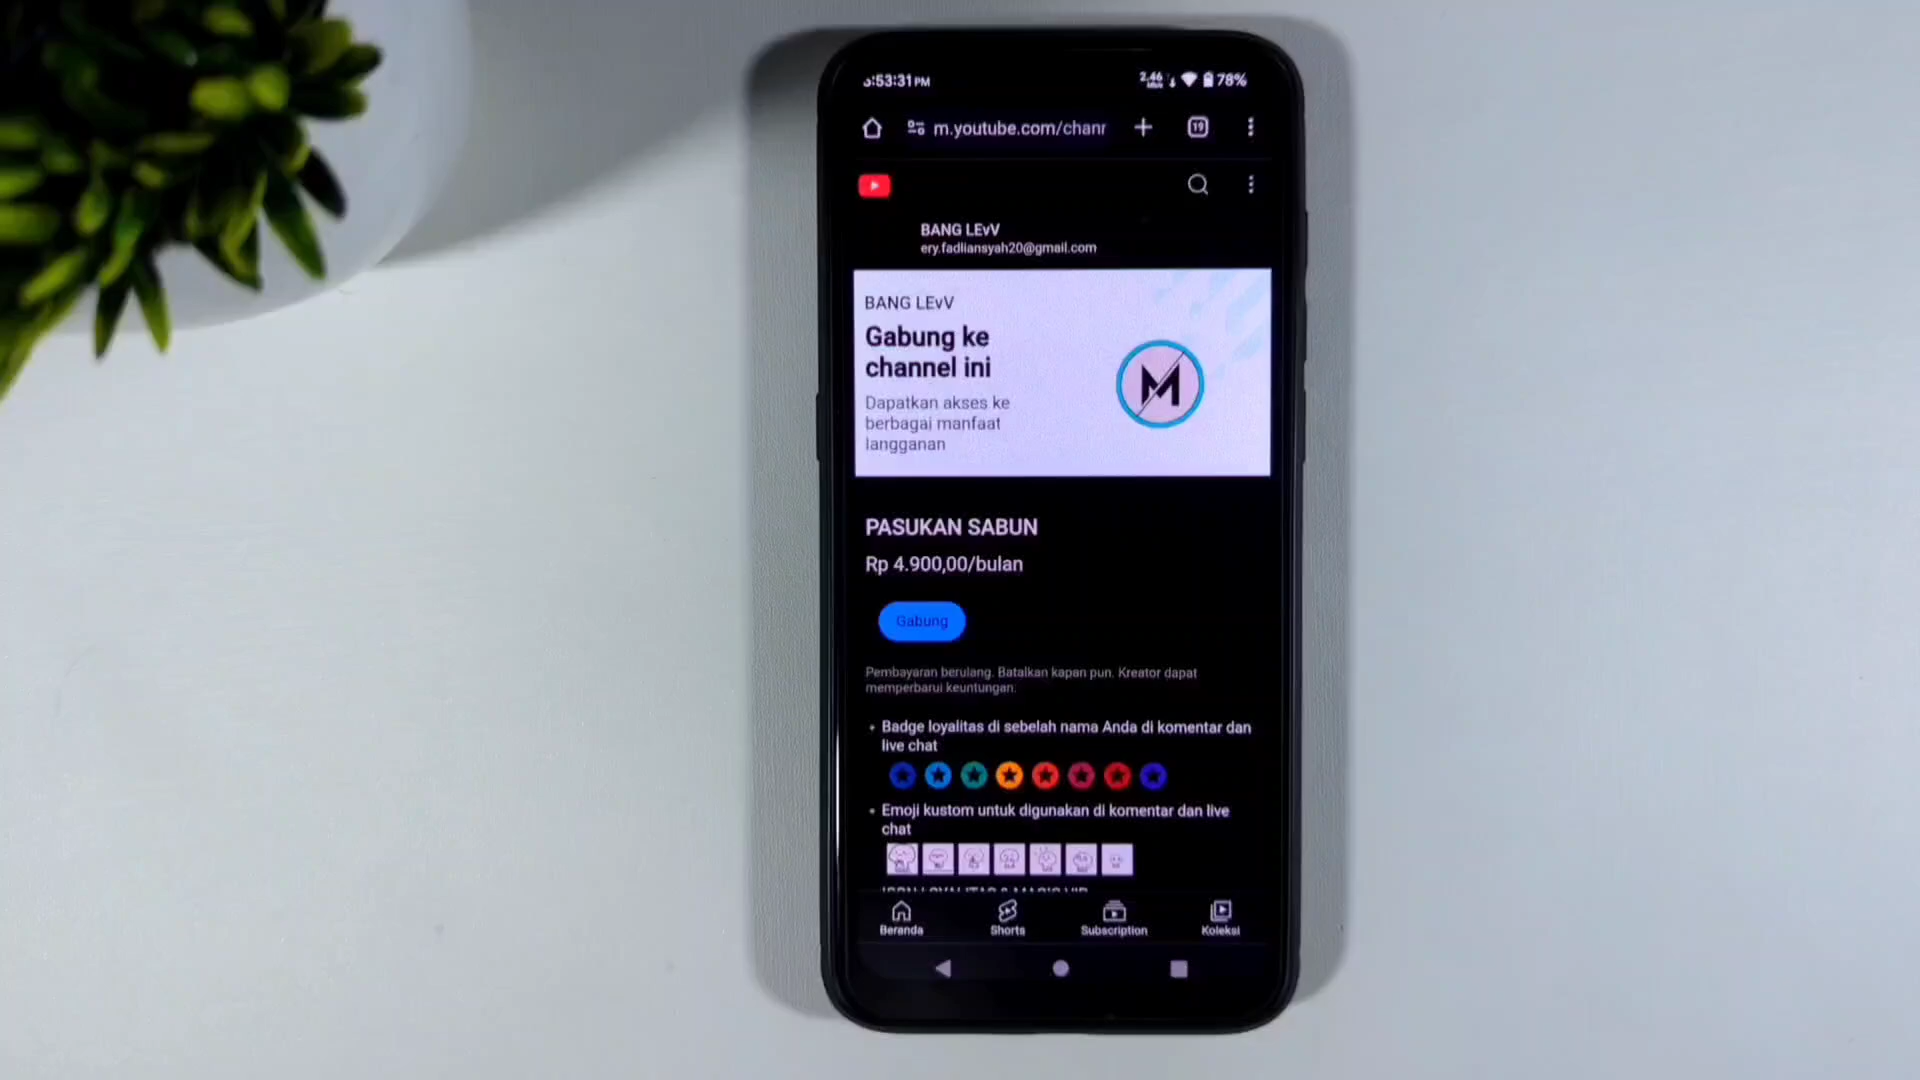 :53:31 PM
2.46
78%
m.youtube.com/chanr
19
BANG LEvV
ery.fadliansyah20@gmail.com
BANG LEvV
Gabung ke
channel ini
Dapatkan akses ke
berbagai manfaat
langganan
M
PASUKAN SABUN
Rp 4.900,00/bulan
Gabung
Pembayaran berulang. Batalkan kapan pun. Kreator dapat
memperbarui keuntungan.
• Badge loyalitas di sebelah nama Anda di komentar dan
live chat
• Emoji kustom untuk digunakan di komentar dan live
chat
Beranda
Shorts
Subscription
Koleksi